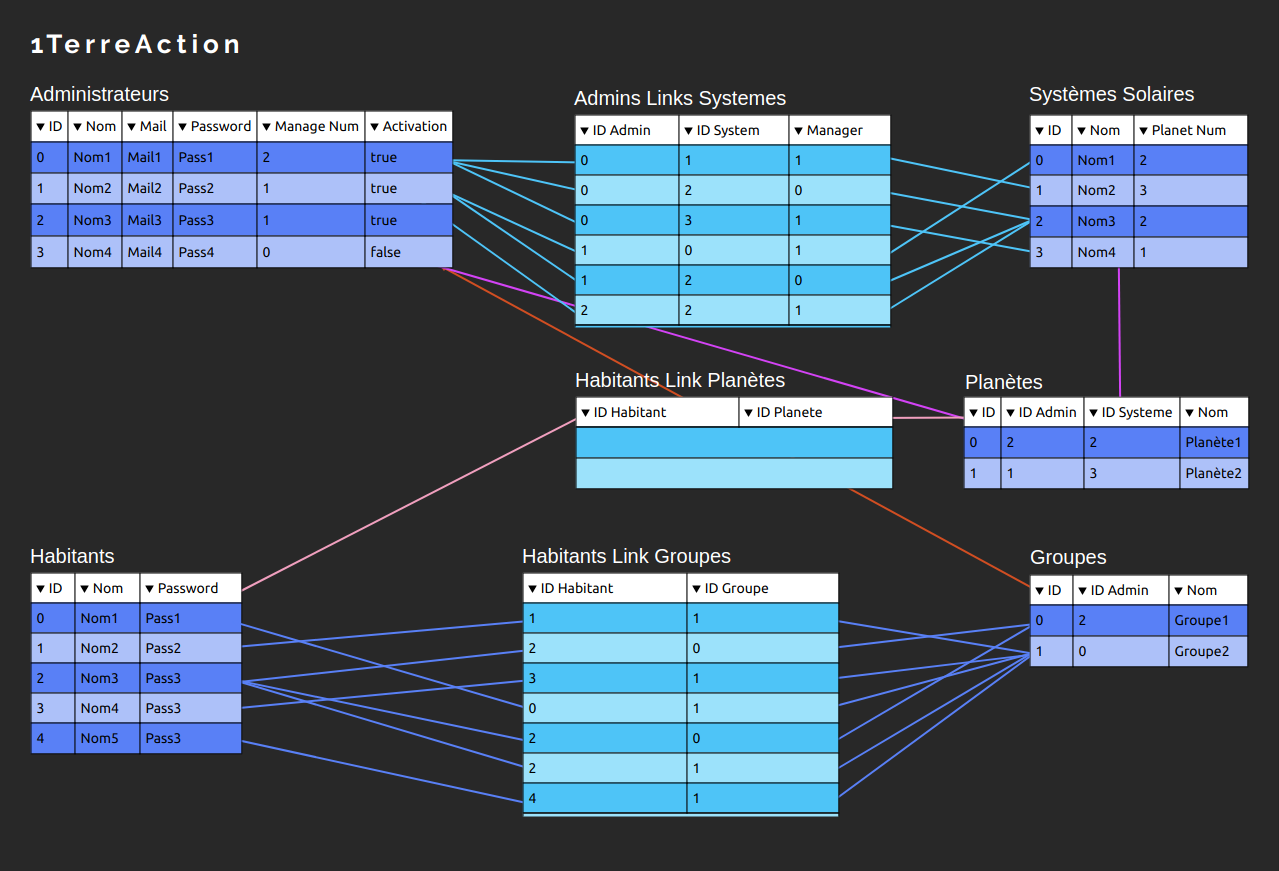 1TerreAction
Administrateurs
▼ ID ▼ Nom ▼ Mail ▼ Password ▼ Manage Num ▼ Activation
0 Nom1 Mail1 Pass1 2 true
1 Nom2 Mail2 Pass2 1 true
2 Nom3 Mail3 Pass3 1 true
3 Nom4 Mail4 Pass4 0 false
Admins Links Systemes
▼ ID Admin ▼ ID System ▼ Manager
0 1 1
0 2 0
0 3 1
1 0 1
1 2 0
2 2 1
Systèmes Solaires
▼ ID ▼ Nom ▼ Planet Num
0 Nom1 2
1 Nom2 3
2 Nom3 2
3 Nom4 1
Habitants Link Planètes
▼ ID Habitant ▼ ID Planete
Planètes
▼ ID ▼ ID Admin ▼ ID Systeme ▼ Nom
0 2 2 Planète1
1 1 3 Planète2
Habitants
▼ ID ▼ Nom ▼ Password
0 Nom1 Pass1
1 Nom2 Pass2
2 Nom3 Pass3
3 Nom4 Pass3
4 Nom5 Pass3
Habitants Link Groupes
▼ ID Habitant ▼ ID Groupe
1 1
2 0
3 1
0 1
2 0
2 1
4 1
Groupes
▼ ID ▼ ID Admin ▼ Nom
0 2 Groupe1
1 0 Groupe2